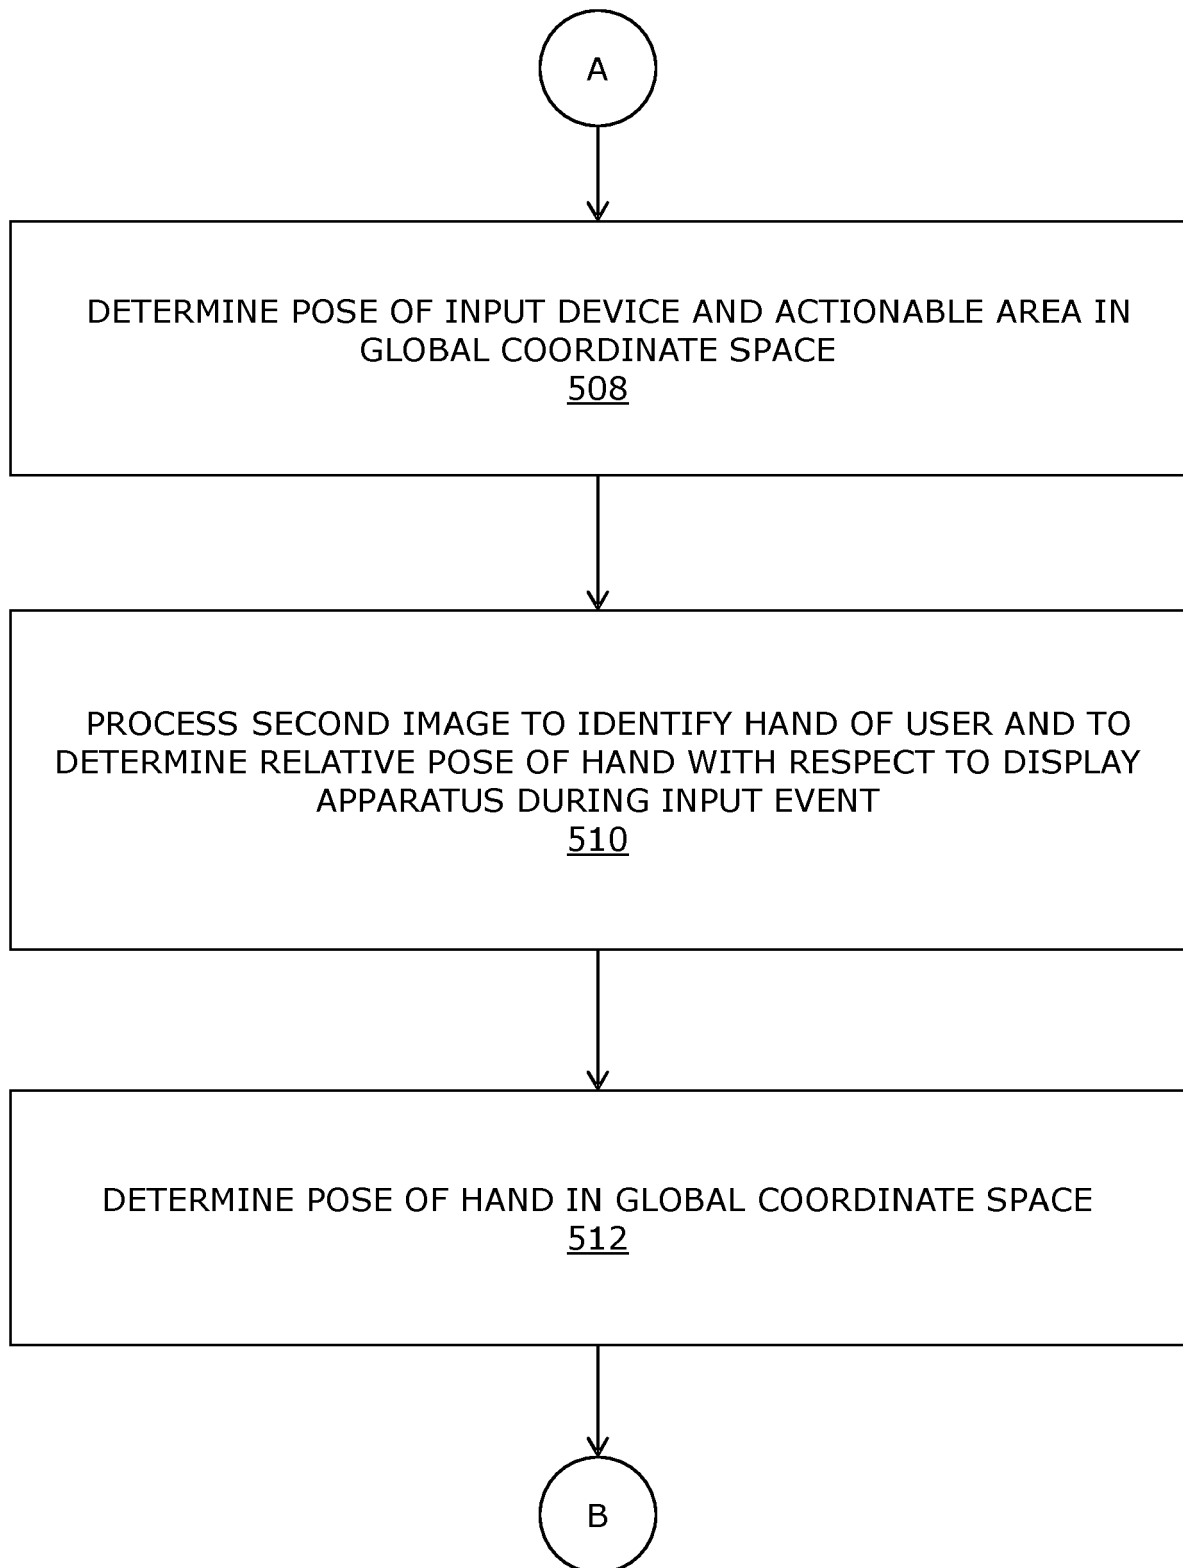 A
DETERMINE POSE OF INPUT DEVICE AND ACTIONABLE AREA IN
GLOBAL COORDINATE SPACE
508
PROCESS SECOND IMAGE TO IDENTIFY HAND OF USER AND TO
DETERMINE RELATIVE POSE OF HAND WITH RESPECT TO DISPLAY
APPARATUS DURING INPUT EVENT
510
DETERMINE POSE OF HAND IN GLOBAL COORDINATE SPACE
512
B